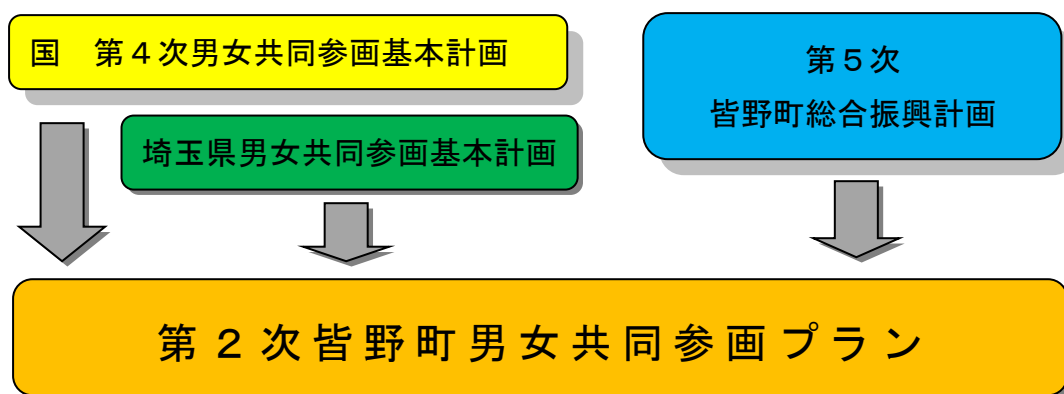 国　第４次男女共同参画基本計画
埼玉県男女共同参画基本計画
第５次
皆野町総合振興計画
第２次皆野町男女共同参画プラン